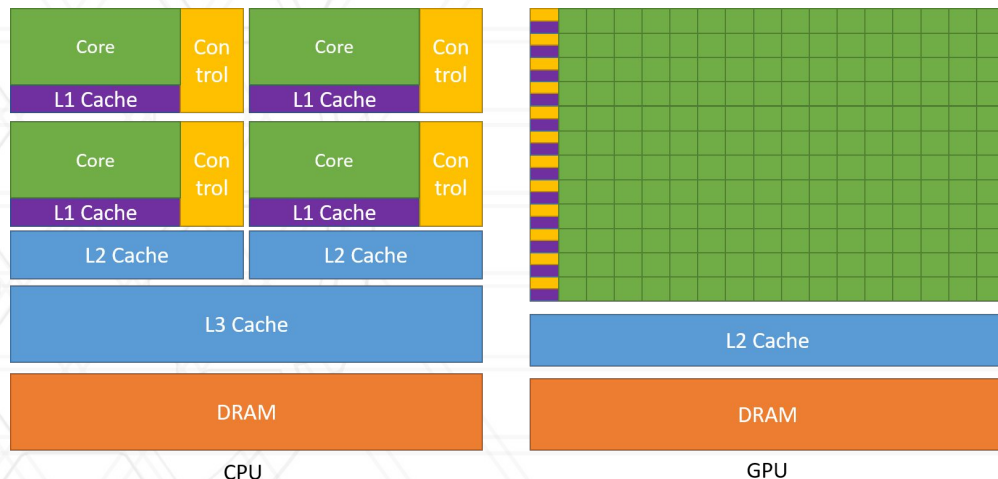 Core
Con
trol
Core
Con
trol
L1 Cache
L1 Cache
Core
Con
trol
Core
Con
trol
L1 Cache
L1 Cache
L2 Cache
L2 Cache
L3 Cache
L2 Cache
DRAM
DRAM
CPU
GPU